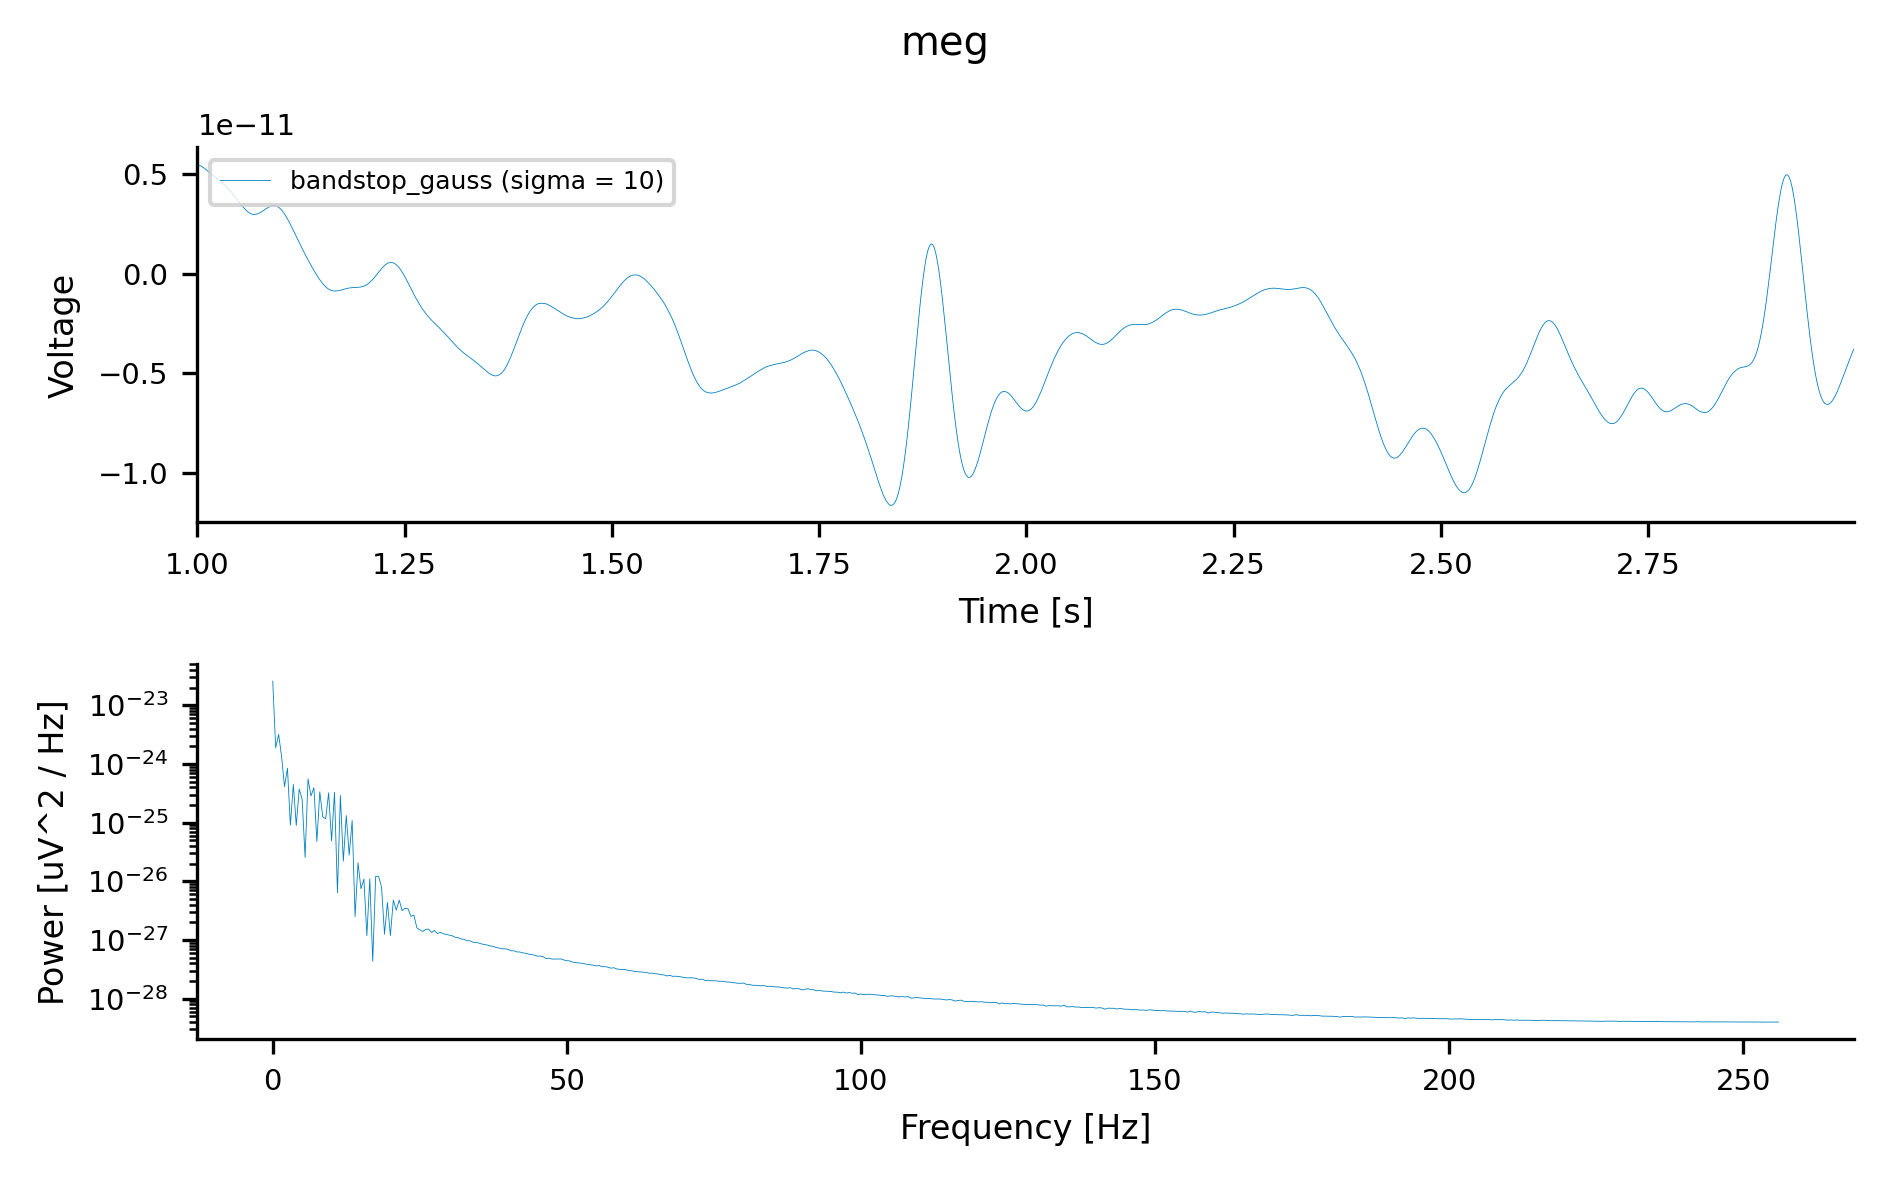 meg
1e−11
0.5
0.0
−0.5
−1.0
Voltage
bandstop_gauss (sigma = 10)
1.00 1.25 1.50 1.75 2.00 2.25 2.50 2.75
Time [s]
10⁻²³
10⁻²⁴
10⁻²⁵
10⁻²⁶
10⁻²⁷
10⁻²⁸
Power [uV^2 / Hz]
0 50 100 150 200 250
Frequency [Hz]